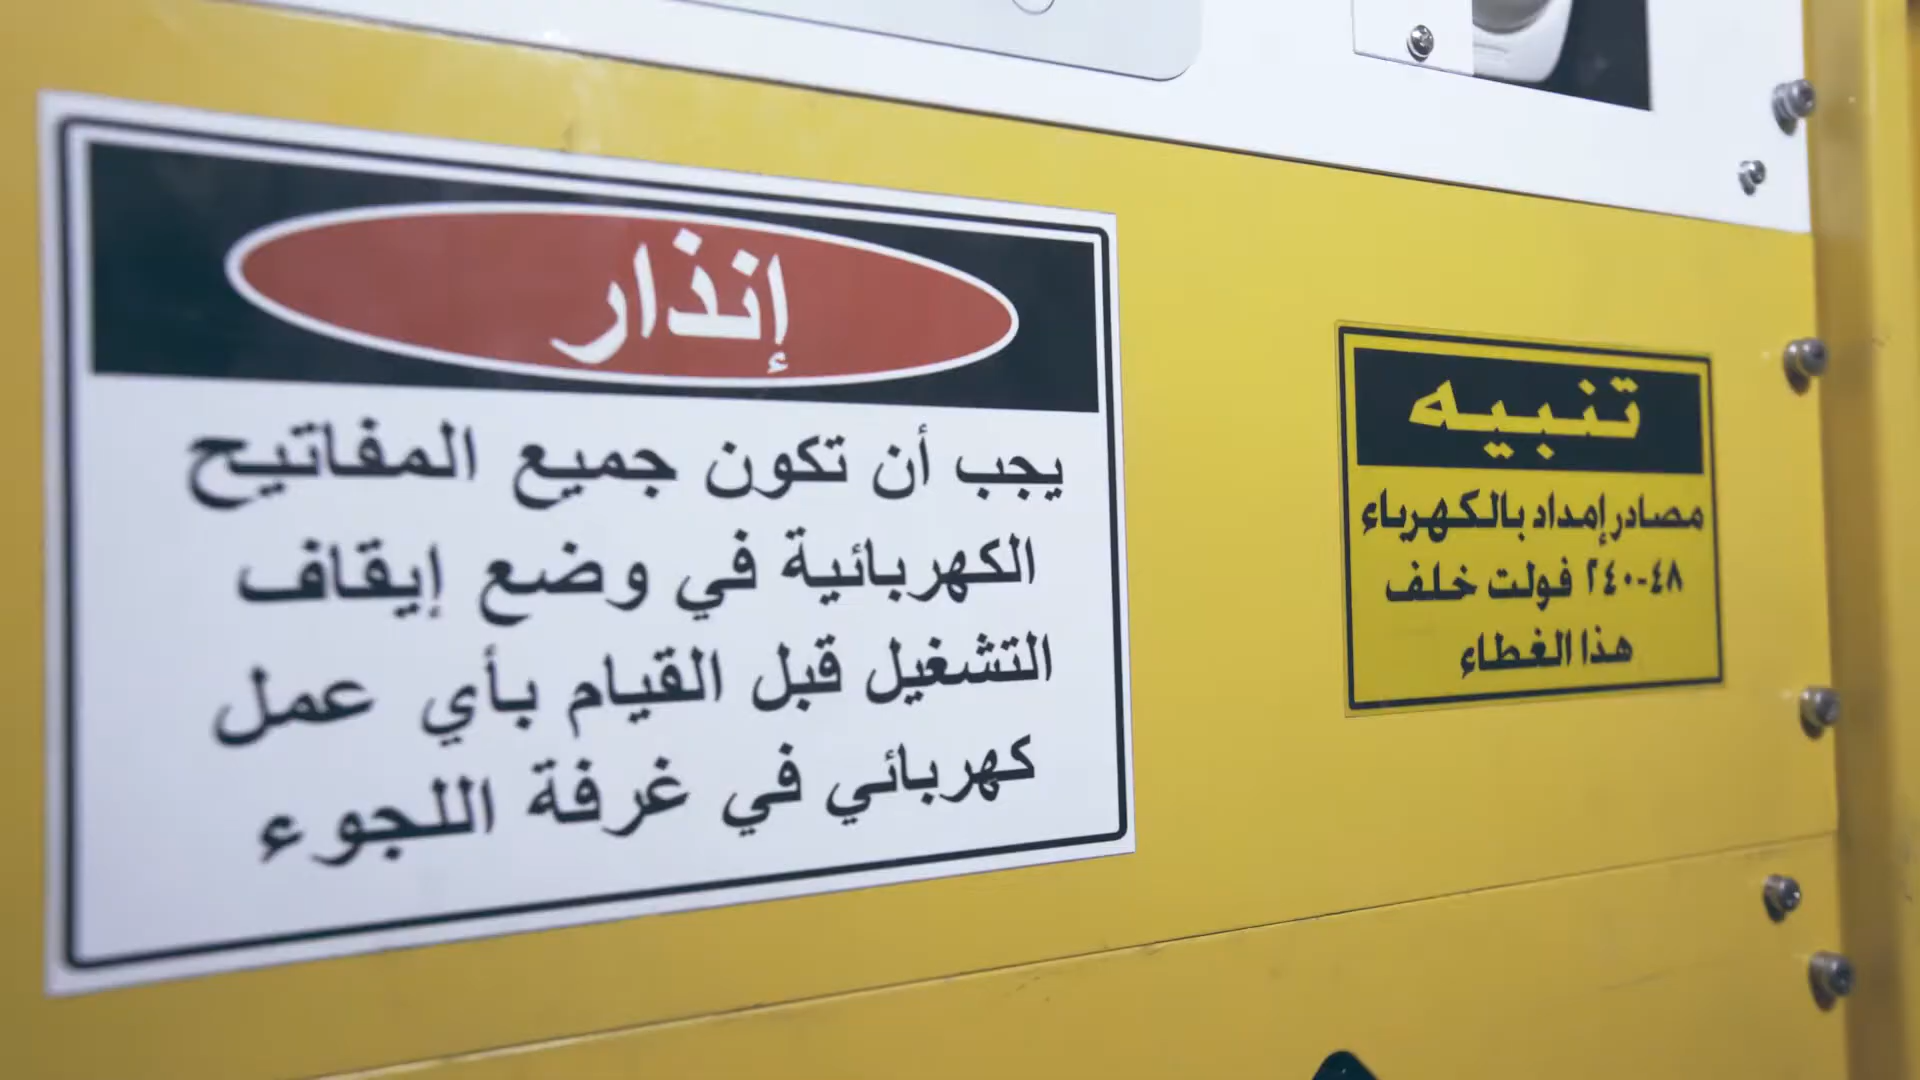 إنذار
يجب أن تكون جميع المفاتيح
الكهربائية في وضع إيقاف
التشغيل قبل القيام بأي عمل
كهربائي في غرفة اللجوء
تنبيه
مصادر إمداد بالكهرباء
٤٨-٢٤٠ فولت خلف
هذا الغطاء